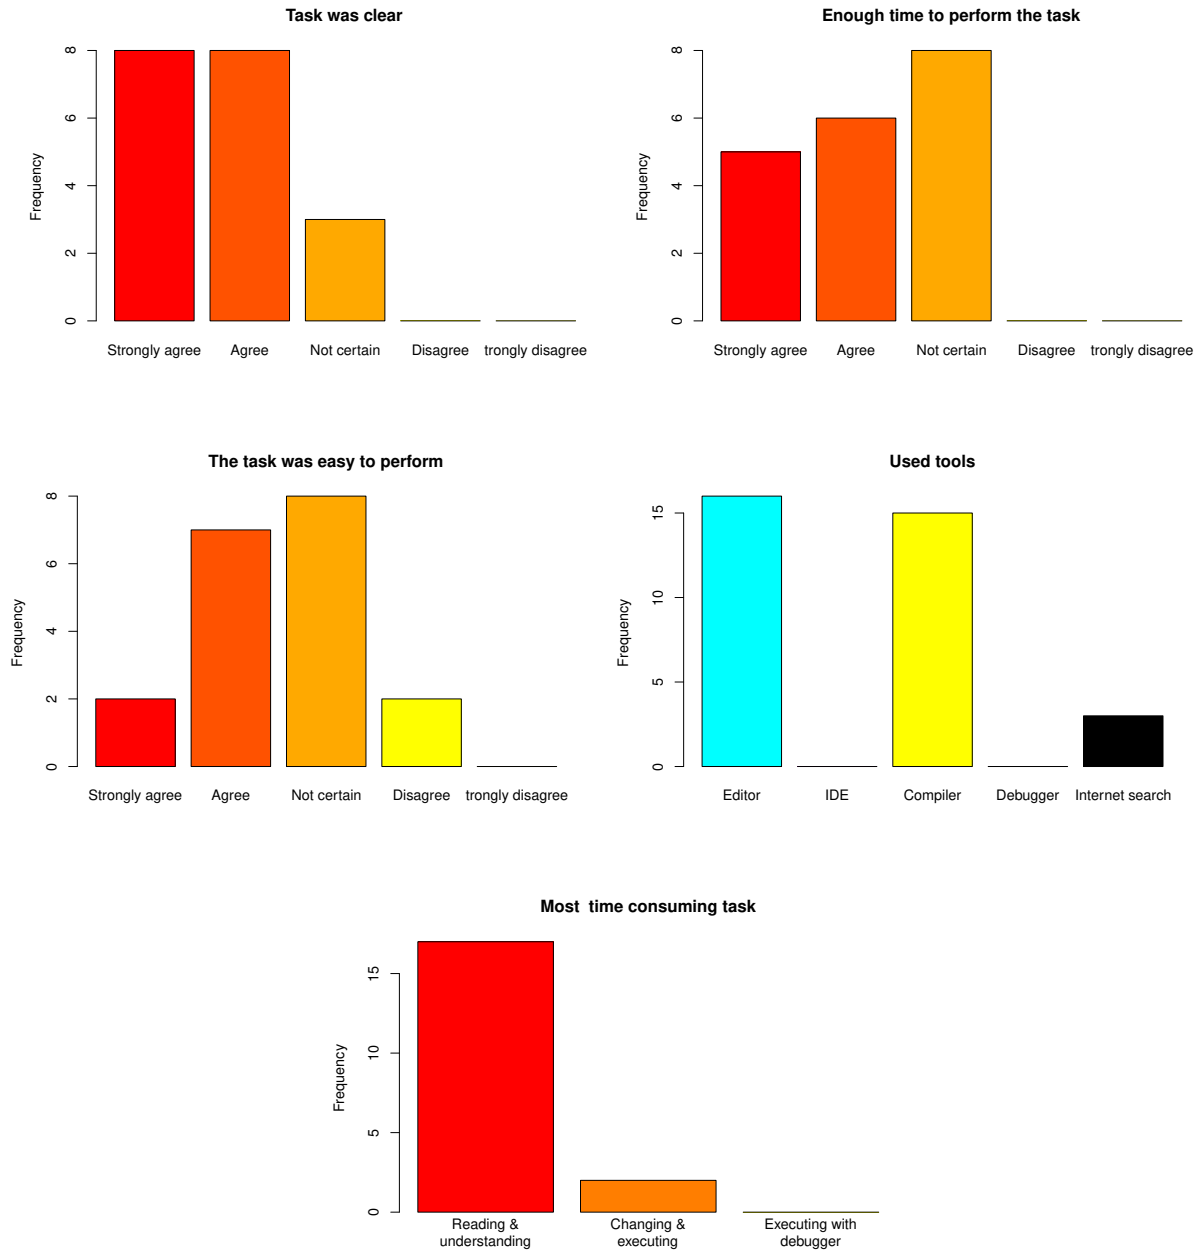 Task was clear
Frequency
0
2
4
6
8
Strongly agree Agree Not certain Disagree trongly disagree
Enough time to perform the task
Frequency
0
2
4
6
8
Strongly agree Agree Not certain Disagree trongly disagree
The task was easy to perform
Frequency
0
2
4
6
8
Strongly agree Agree Not certain Disagree trongly disagree
Used tools
Frequency
0
5
10
15
Editor IDE Compiler Debugger Internet search
Most time consuming task
Frequency
0
5
10
15
Reading & Changing & Executing with
understanding executing debugger